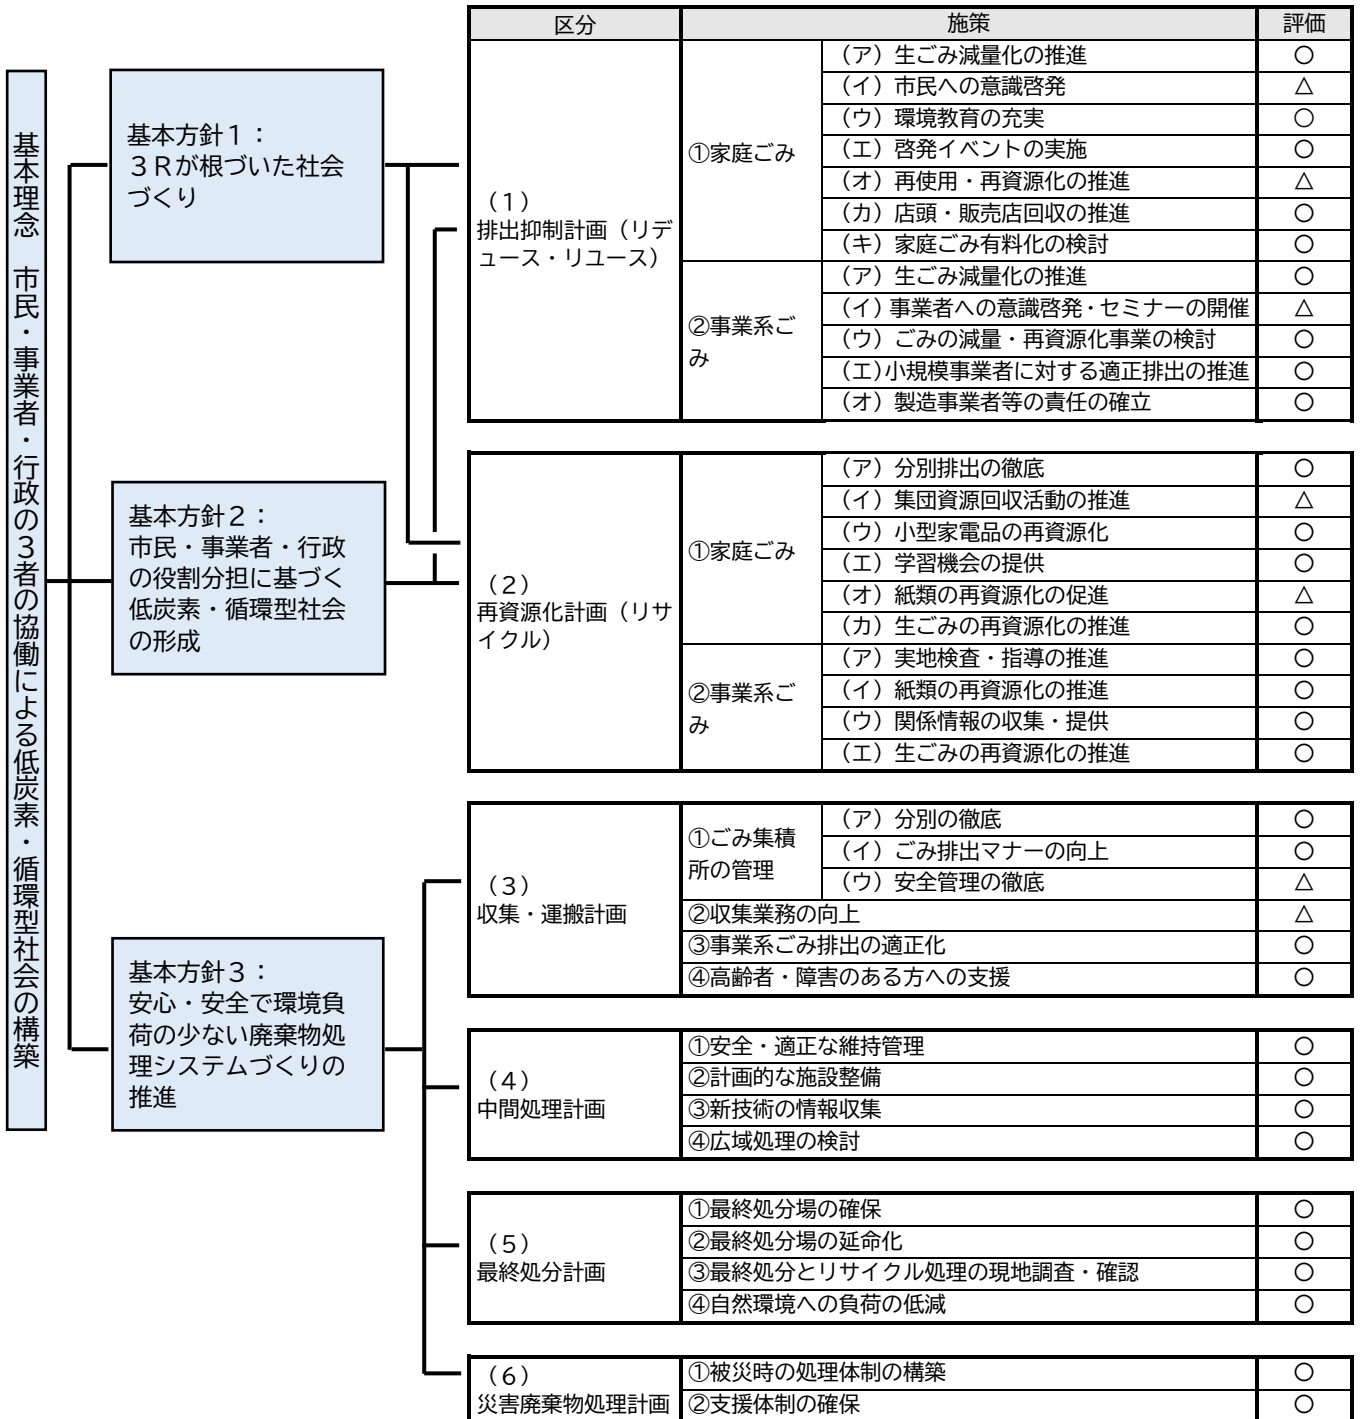 区分 施策 評価
基本理念 市民・事業者・行政の３者の協働による低炭素・循環型社会の構築
基本方針１：
３Ｒが根づいた社会
づくり
（１）
排出抑制計画（リデ
ュース・リユース）
①家庭ごみ
（ア）生ごみ減量化の推進 ○
（イ）市民への意識啓発 △
（ウ）環境教育の充実 ○
（エ）啓発イベントの実施 ○
（オ）再使用・再資源化の推進 △
（カ）店頭・販売店回収の推進 ○
（キ）家庭ごみ有料化の検討 ○
②事業系ご
み
（ア）生ごみ減量化の推進 ○
（イ）事業者への意識啓発・セミナーの開催 △
（ウ）ごみの減量・再資源化事業の検討 ○
（エ）小規模事業者に対する適正排出の推進 ○
（オ）製造事業者等の責任の確立 ○
基本方針２：
市民・事業者・行政
の役割分担に基づく
低炭素・循環型社会
の形成
（２）
再資源化計画（リサ
イクル）
①家庭ごみ
（ア）分別排出の徹底 ○
（イ）集団資源回収活動の推進 △
（ウ）小型家電品の再資源化 ○
（エ）学習機会の提供 ○
（オ）紙類の再資源化の促進 △
（カ）生ごみの再資源化の推進 ○
②事業系ご
み
（ア）実地検査・指導の推進 ○
（イ）紙類の再資源化の推進 ○
（ウ）関係情報の収集・提供 ○
（エ）生ごみの再資源化の推進 ○
基本方針３：
安心・安全で環境負
荷の少ない廃棄物処
理システムづくりの
推進
（３）
収集・運搬計画
①ごみ集積
所の管理
（ア）分別の徹底 ○
（イ）ごみ排出マナーの向上 ○
（ウ）安全管理の徹底 △
②収集業務の向上 △
③事業系ごみ排出の適正化 ○
④高齢者・障害のある方への支援 ○
（４）
中間処理計画
①安全・適正な維持管理 ○
②計画的な施設整備 ○
③新技術の情報収集 ○
④広域処理の検討 ○
（５）
最終処分計画
①最終処分場の確保 ○
②最終処分場の延命化 ○
③最終処分とリサイクル処理の現地調査・確認 ○
④自然環境への負荷の低減 ○
（６）
災害廃棄物処理計画
①被災時の処理体制の構築 ○
②支援体制の確保 ○